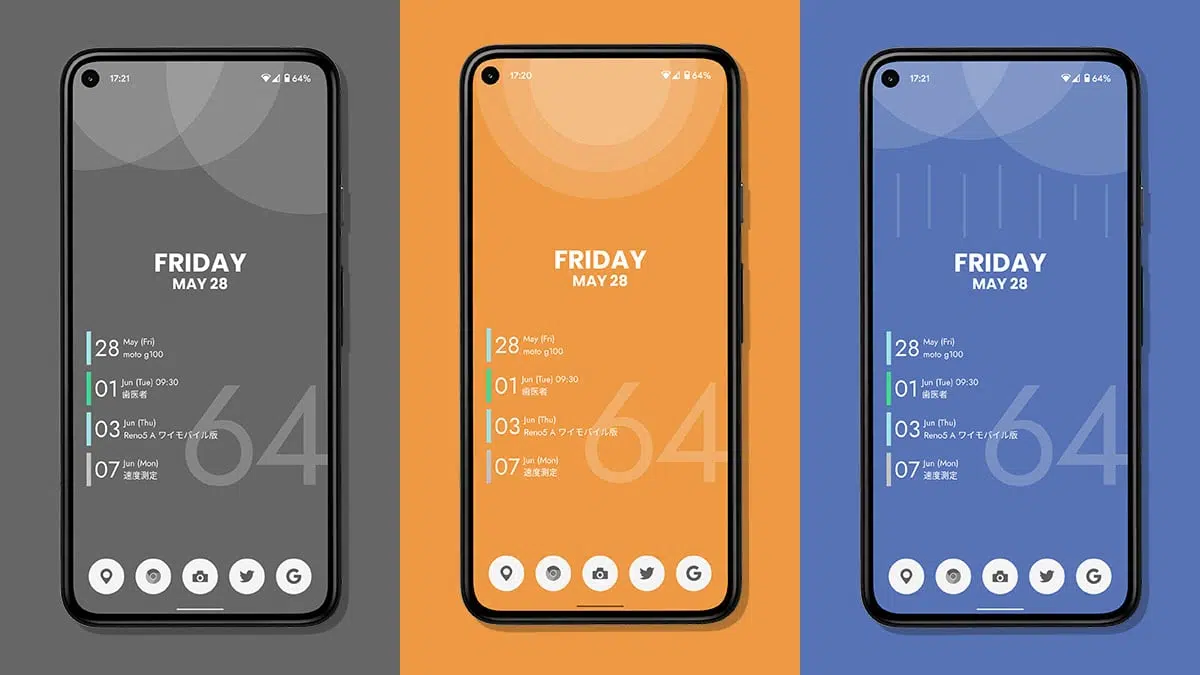 17:21
64%
FRIDAY
MAY 28
28
May (Fri)
moto g100
01
Jun (Tue) 09:30
歯医者
03
Jun (Thu)
Reno5 A ワイモバイル版
07
Jun (Mon)
速度測定
64
G
17:20
64%
FRIDAY
MAY 28
28
May (Fri)
moto g100
01
Jun (Tue) 09:30
歯医者
03
Jun (Thu)
Reno5 A ワイモバイル版
07
Jun (Mon)
速度測定
64
G
17:21
64%
FRIDAY
MAY 28
28
May (Fri)
moto g100
01
Jun (Tue) 09:30
歯医者
03
Jun (Thu)
Reno5 A ワイモバイル版
07
Jun (Mon)
速度測定
64
G